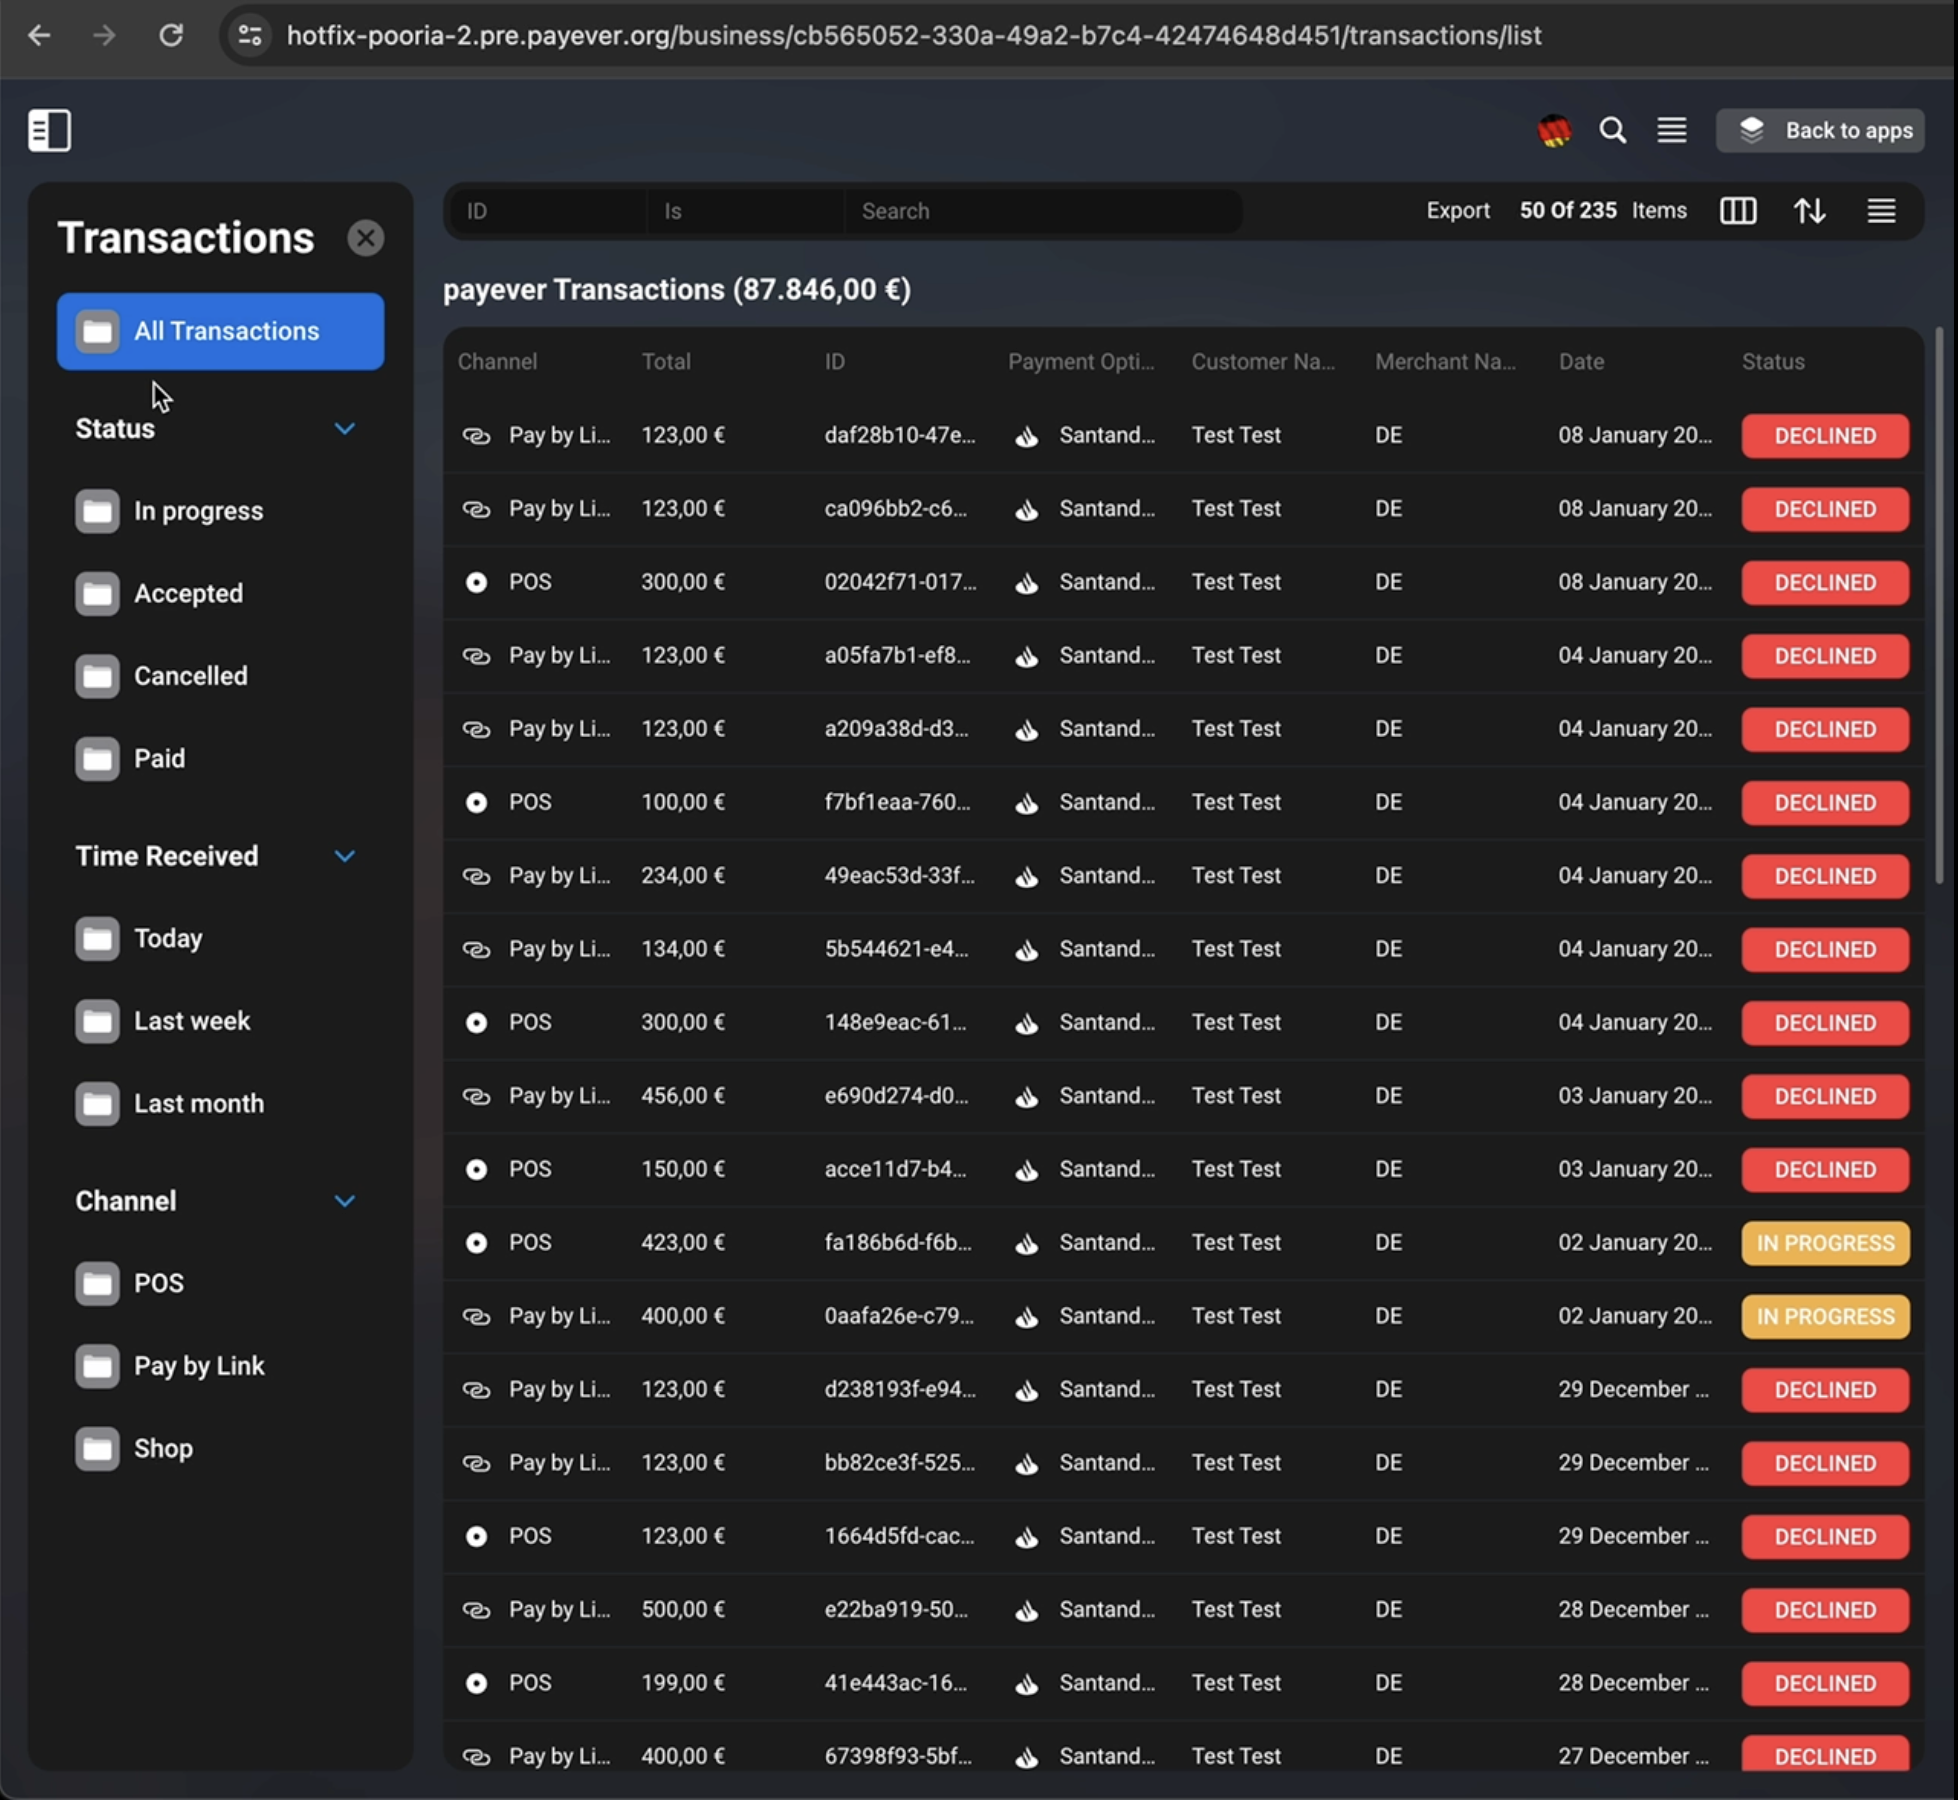 hotfix-pooria-2.pre.payever.org/business/cb565052-330a-49a2-b7c4-42474648d451/transactions/list
Back to apps
Transactions
All Transactions
Status
In progress
Accepted
Cancelled
Paid
Time Received
Today
Last week
Last month
Channel
POS
Pay by Link
Shop
ID Is Search Export 50 Of 235 Items
payever Transactions (87.846,00 €)
Channel Total ID Payment Opti... Customer Na... Merchant Na... Date Status
Pay by Li... 123,00 € daf28b10-47e... Santand... Test Test DE 08 January 20... DECLINED
Pay by Li... 123,00 € ca096bb2-c6... Santand... Test Test DE 08 January 20... DECLINED
POS 300,00 € 02042f71-017... Santand... Test Test DE 08 January 20... DECLINED
Pay by Li... 123,00 € a05fa7b1-ef8... Santand... Test Test DE 04 January 20... DECLINED
Pay by Li... 123,00 € a209a38d-d3... Santand... Test Test DE 04 January 20... DECLINED
POS 100,00 € f7bf1eaa-760... Santand... Test Test DE 04 January 20... DECLINED
Pay by Li... 234,00 € 49eac53d-33f... Santand... Test Test DE 04 January 20... DECLINED
Pay by Li... 134,00 € 5b544621-e4... Santand... Test Test DE 04 January 20... DECLINED
POS 300,00 € 148e9eac-61... Santand... Test Test DE 04 January 20... DECLINED
Pay by Li... 456,00 € e690d274-d0... Santand... Test Test DE 03 January 20... DECLINED
POS 150,00 € acce11d7-b4... Santand... Test Test DE 03 January 20... DECLINED
POS 423,00 € fa186b6d-f6b... Santand... Test Test DE 02 January 20... IN PROGRESS
Pay by Li... 400,00 € 0aafa26e-c79... Santand... Test Test DE 02 January 20... IN PROGRESS
Pay by Li... 123,00 € d238193f-e94... Santand... Test Test DE 29 December ... DECLINED
Pay by Li... 123,00 € bb82ce3f-525... Santand... Test Test DE 29 December ... DECLINED
POS 123,00 € 1664d5fd-cac... Santand... Test Test DE 29 December ... DECLINED
Pay by Li... 500,00 € e22ba919-50... Santand... Test Test DE 28 December ... DECLINED
POS 199,00 € 41e443ac-16... Santand... Test Test DE 28 December ... DECLINED
Pay by Li... 400,00 € 67398f93-5bf... Santand... Test Test DE 27 December ... DECLINED